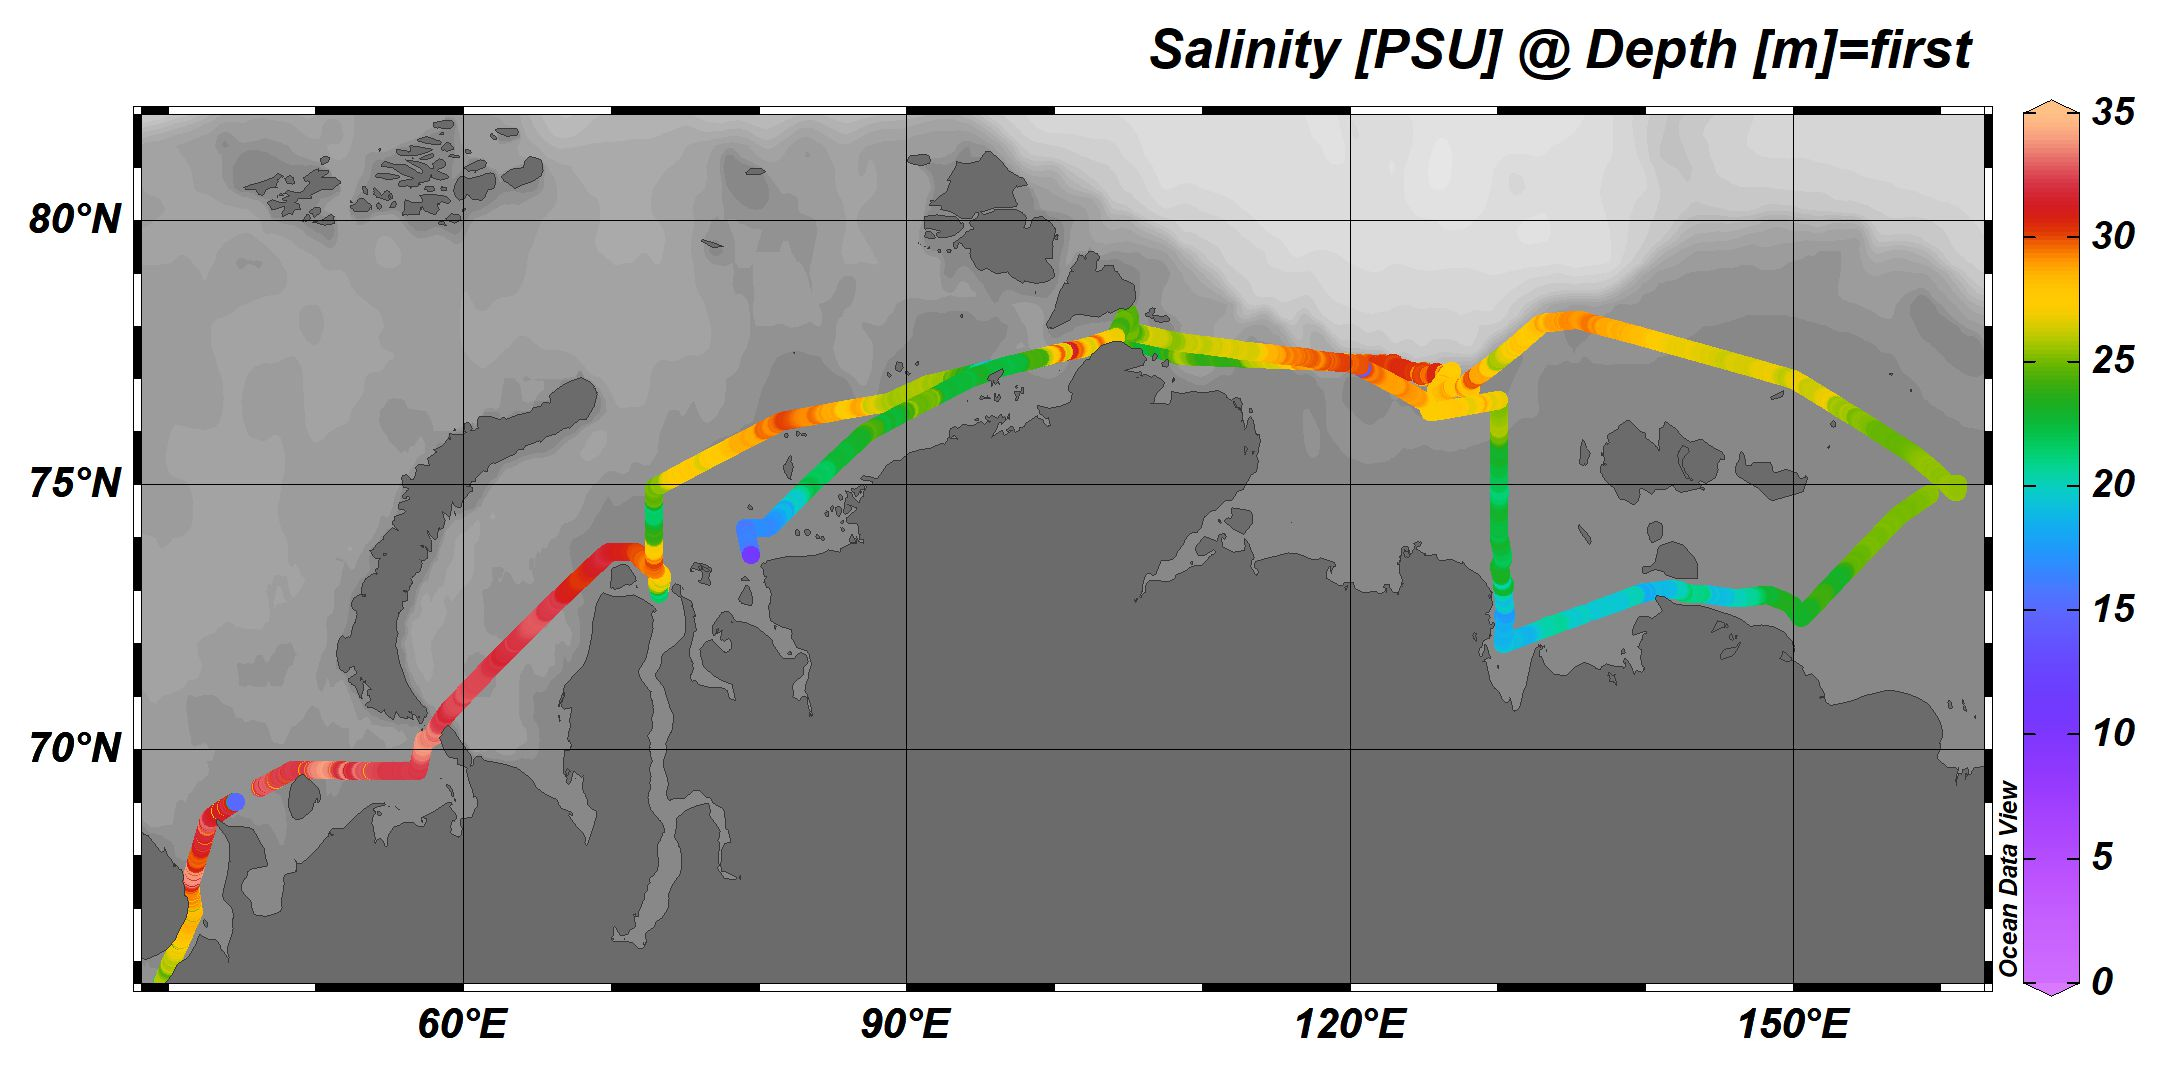 Salinity [PSU] @ Depth [m]=first
35
80°N
30
25
75°N
20
15
70°N
10
5
0
Ocean Data View
60°E
90°E
120°E
150°E